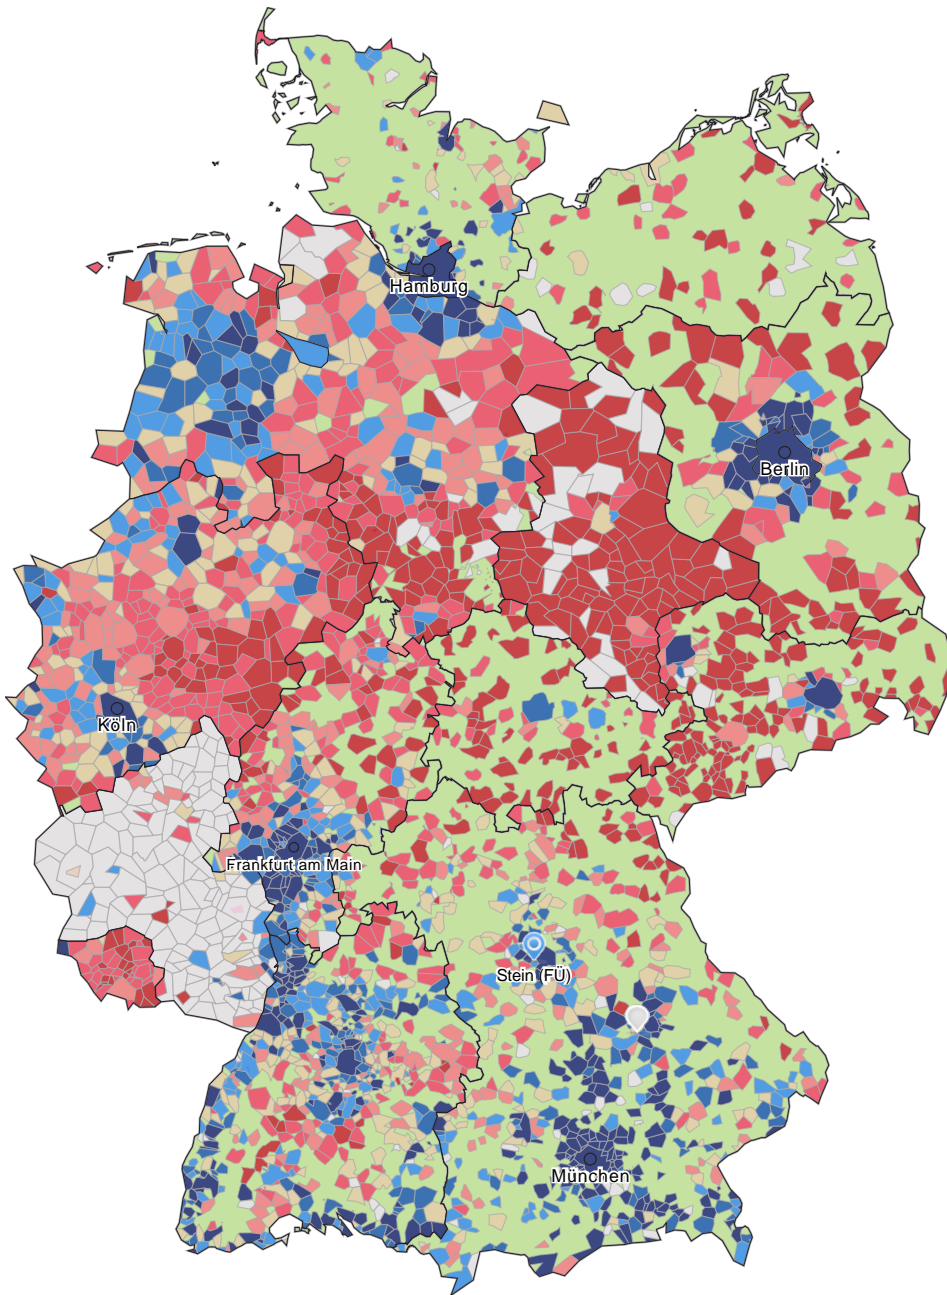 Hamburg
Berlin
Köln
Frankfurt am Main
Stein (FÜ)
München